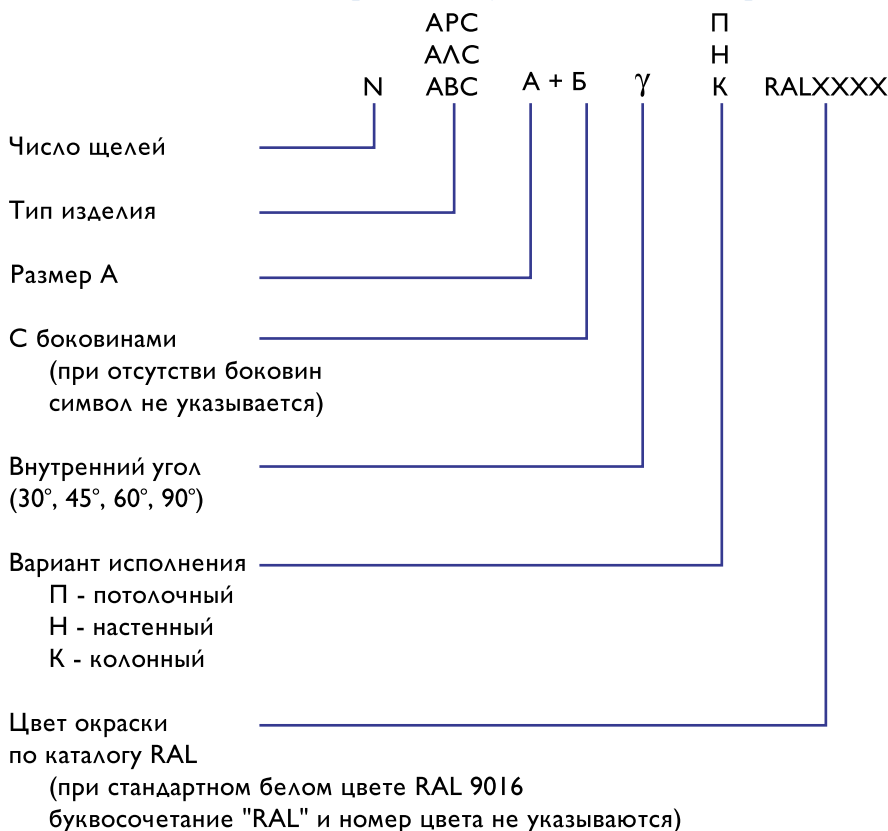 АРС П
АЛС Н
N АВС А + Б γ К RALXXXX
Число щелей
Тип изделия
Размер А
С боковинами
(при отсутстви боковин
символ не указывается)
Внутренний угол
(30°, 45°, 60°, 90°)
Вариант исполнения
П - потолочный
Н - настенный
К - колонный
Цвет окраски
по каталогу RAL
(при стандартном белом цвете RAL 9016
буквосочетание "RAL" и номер цвета не указываются)